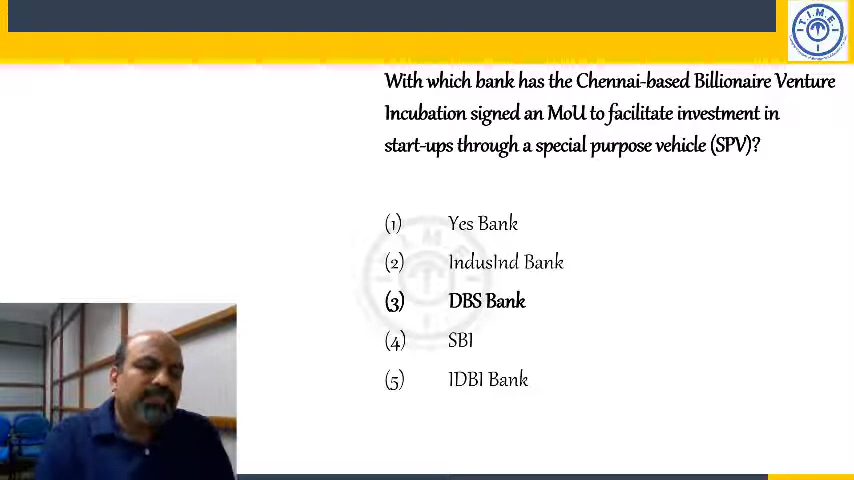 T.I.M.E.
With which bank has the Chennai-based Billionaire Venture
Incubation signed an MoU to facilitate investment in
start-ups through a special purpose vehicle (SPV)?
(1) Yes Bank
(2) IndusInd Bank
(3) DBS Bank
(4) SBI
(5) IDBI Bank